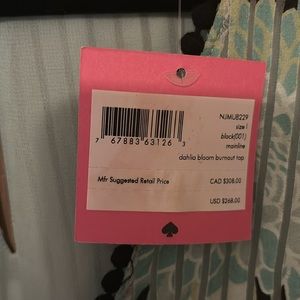 NJMU8229
size l
black(001)
mainline
7 67883 63126 3
dahlia bloom burnout top
Mfr Suggested Retail Price
CAD $308.00
USD $268.00